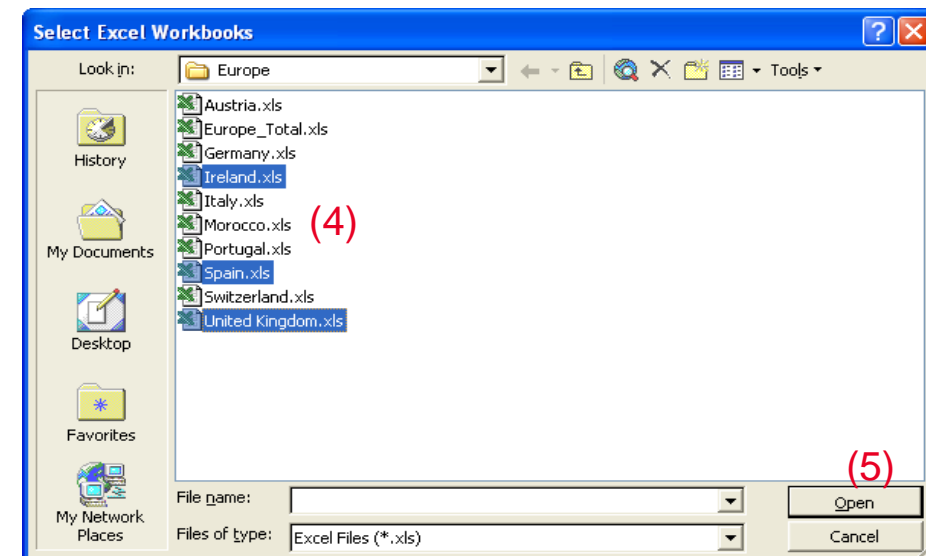 Select Excel Workbooks
Look in: Europe Tools
History
My Documents
Desktop
Favorites
My Network
Places
Austria.xls
Europe_Total.xls
Germany.xls
Ireland.xls
Italy.xls
Morocco.xls
(4)
Portugal.xls
Spain.xls
Switzerland.xls
United Kingdom.xls
(5)
File name:
Open
Files of type: Excel Files (*.xls)
Cancel